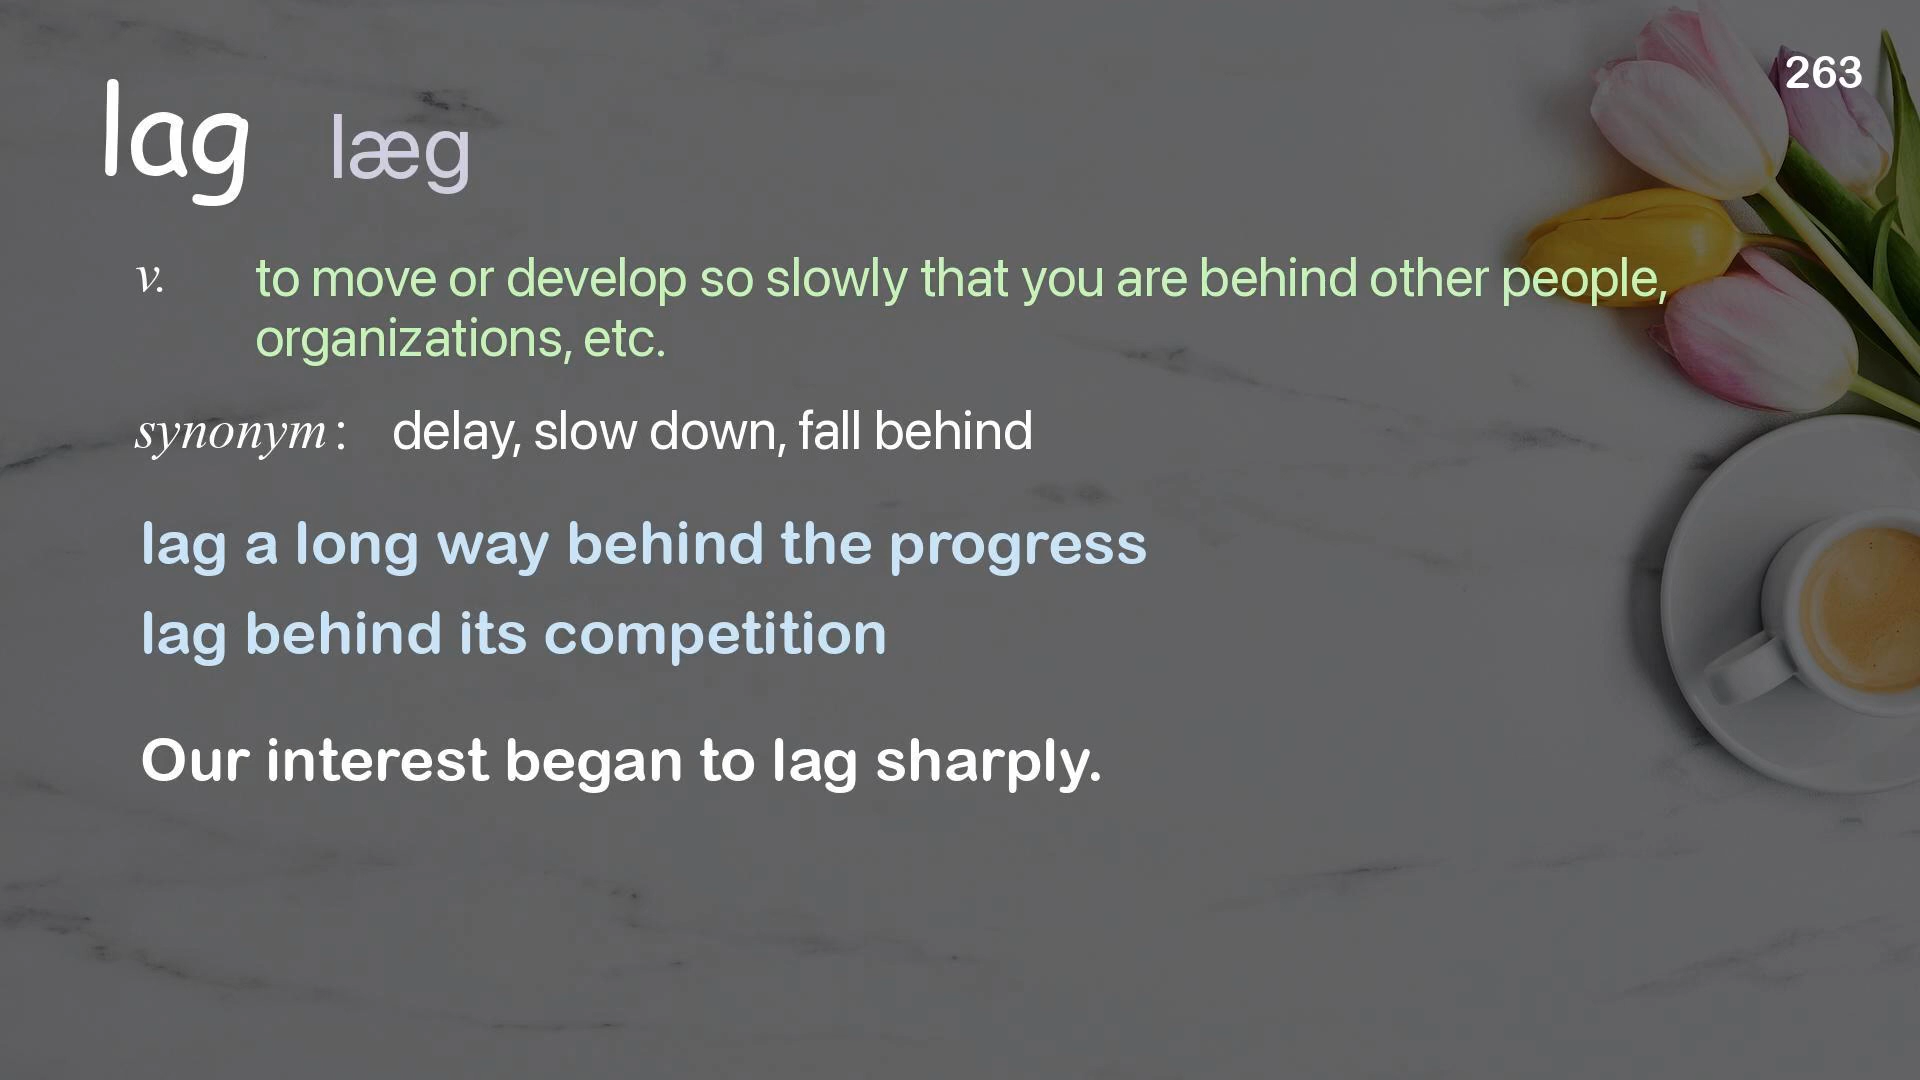 263
lag læg
v. to move or develop so slowly that you are behind other people,
organizations, etc.
synonym: delay, slow down, fall behind
lag a long way behind the progress
lag behind its competition
Our interest began to lag sharply.